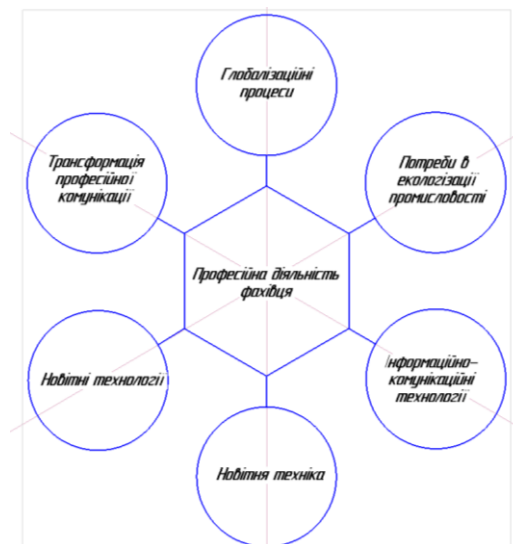 Глобалізаційні
процеси
Трансформація
професійної
комунікації
Потреби в
екологізації
промисловості
Професійна діяльність
фахівця
Новітні технології
Інформаційно-
комунікаційні
технології
Новітня техніка